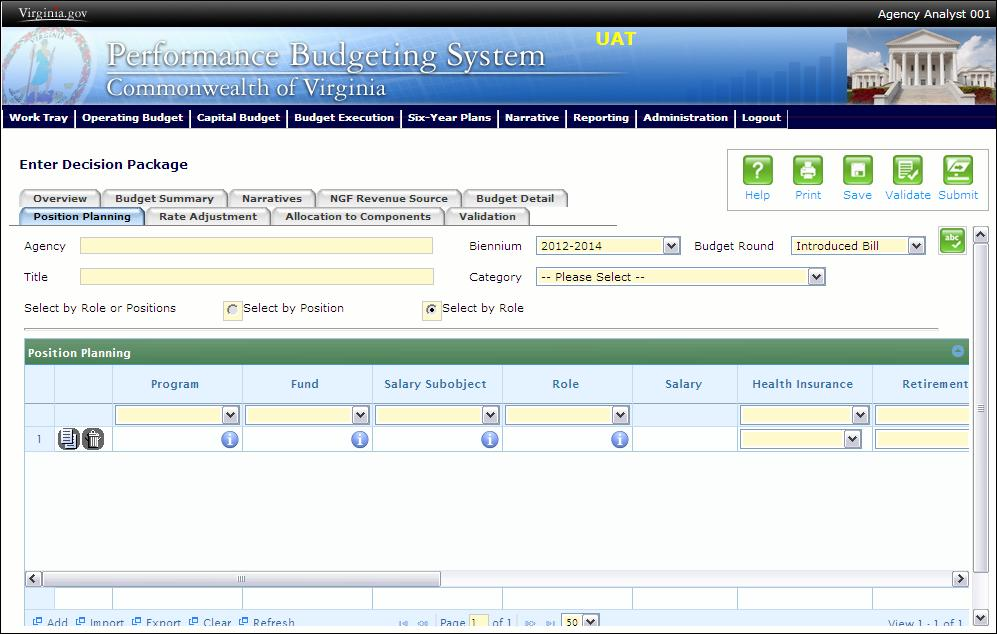 Virginia.gov Agency Analyst 001
UAT
Performance Budgeting System
Commonwealth of Virginia
Work Tray Operating Budget Capital Budget Budget Execution Six-Year Plans Narrative Reporting Administration Logout
Enter Decision Package
Help Print Save Validate Submit
Overview Budget Summary Narratives NGF Revenue Source Budget Detail
Position Planning Rate Adjustment Allocation to Components Validation
Agency Biennium 2012-2014 Budget Round Introduced Bill abc
Title Category -- Please Select --
Select by Role or Positions Select by Position Select by Role
Position Planning
Program Fund Salary Subobject Role Salary Health Insurance Retirement
1
Add Import Export Clear Refresh Page 1 of 1 50 View 1 - 1 of 1